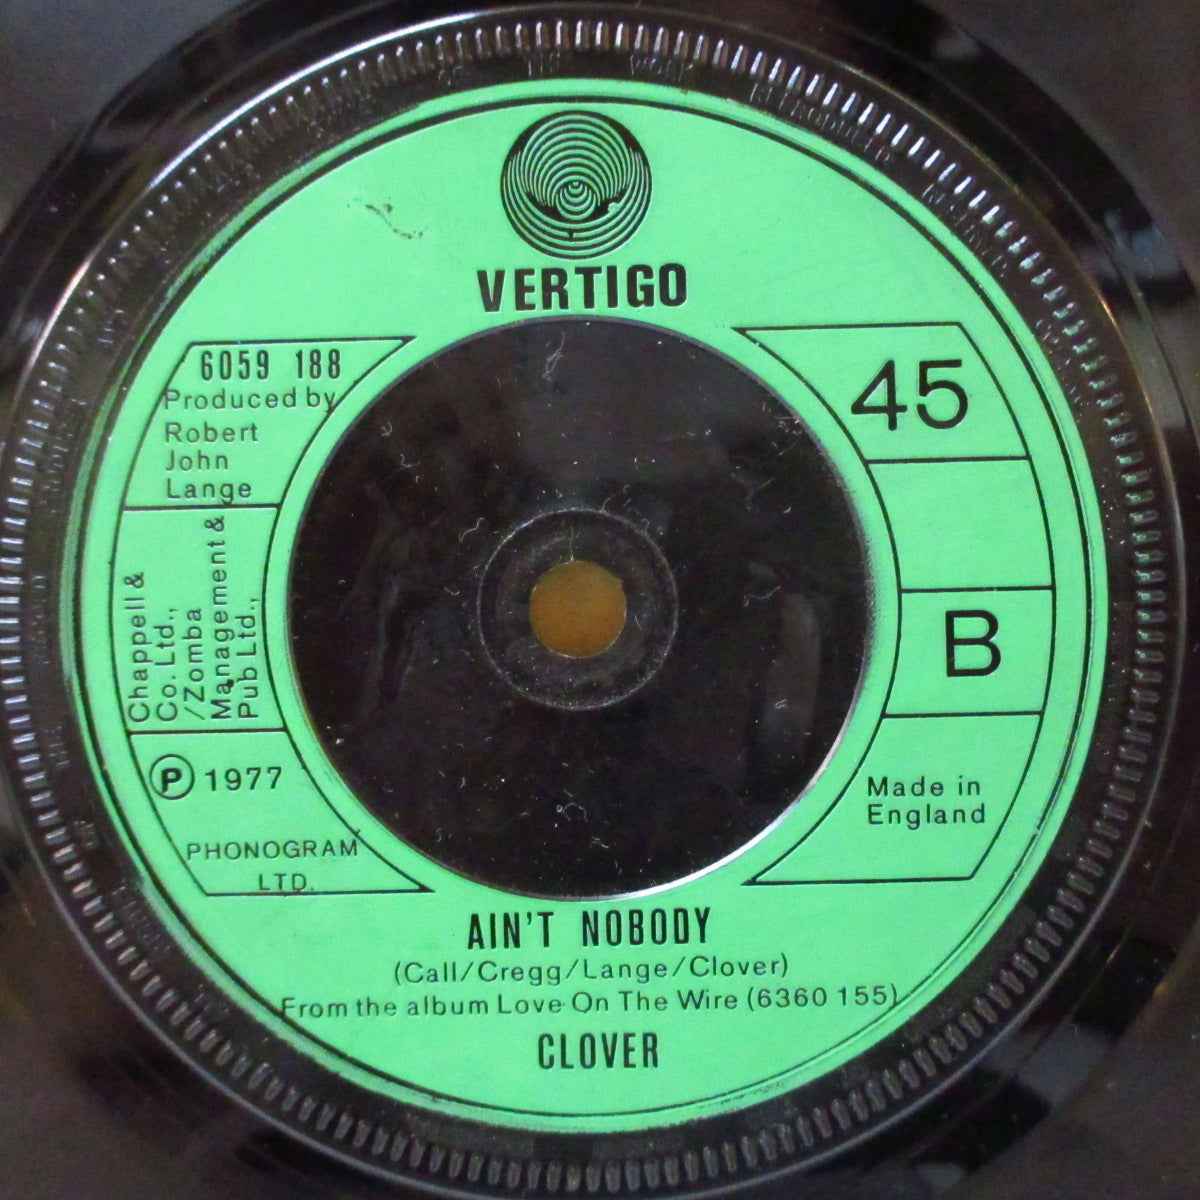 VERTIGO
6059 188
Produced by
Robert
John
Lange
Chappell &
Co. Ltd.,
/Zomba
Management &
Pub Ltd.,
Ⓟ 1977
PHONOGRAM
LTD.
45
B
Made in
England
AIN'T NOBODY
(Call/Cregg/Lange/Clover)
From the album Love On The Wire (6360 155)
CLOVER